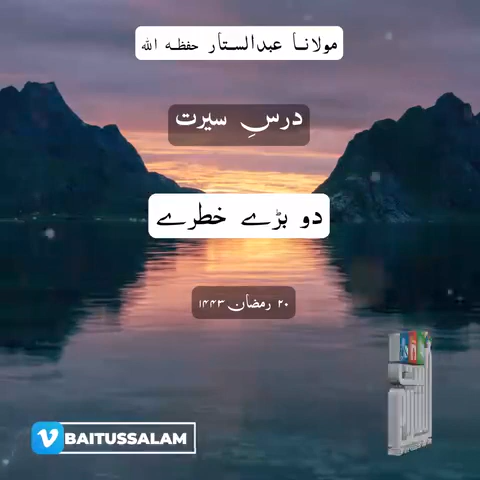 مولانا عبدالستار حفظہ اللہ
درسِ سیرت
دو بڑے خطرے
۲۰ رمضان ۱۴۴۳
BAITUSSALAM